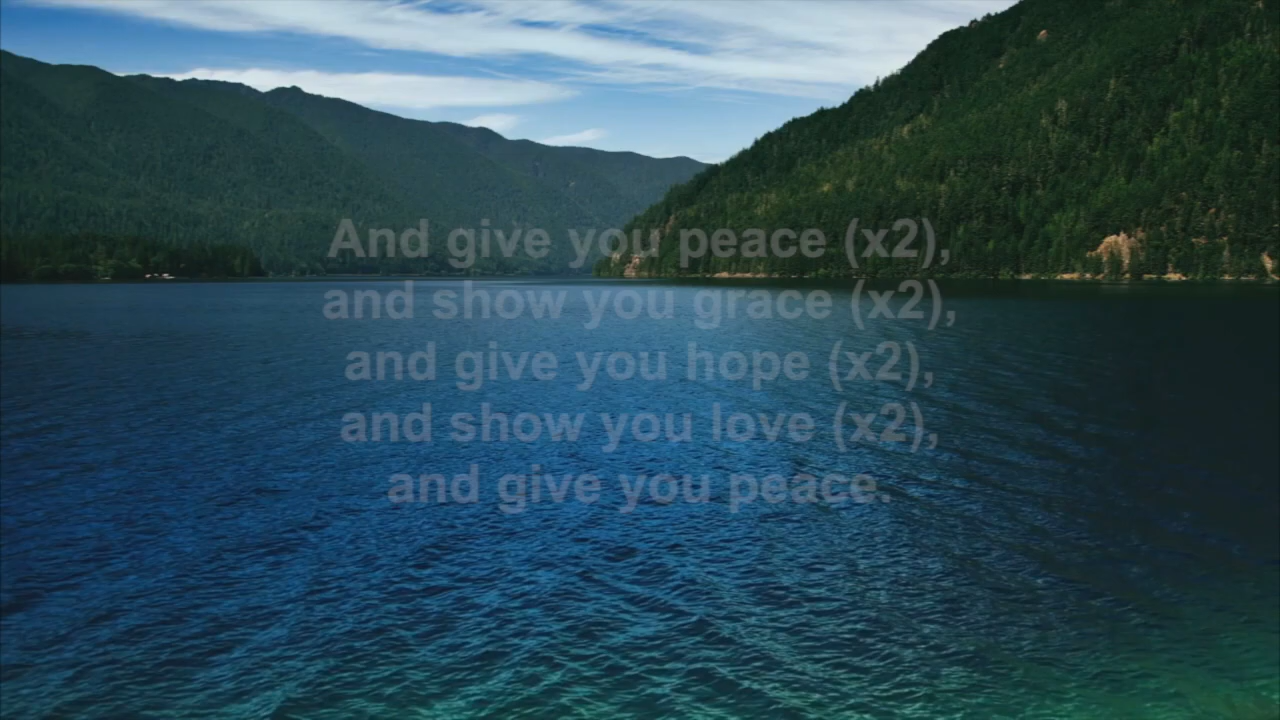 And give you peace (x2),
and show you grace (x2),
and give you hope (x2),
and show you love (x2),
and give you peace.